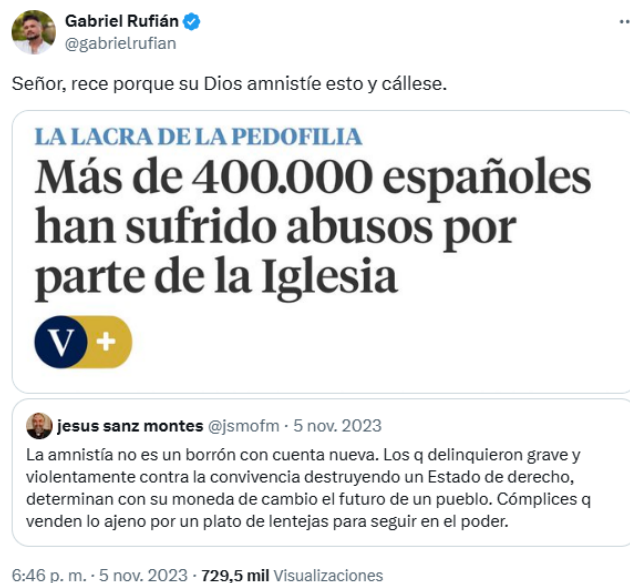 Gabriel Rufián
@gabrielrufian
Señor, rece porque su Dios amnistíe esto y cállese.
LA LACRA DE LA PEDOFILIA
Más de 400.000 españoles
han sufrido abusos por
parte de la Iglesia
V +
jesus sanz montes @jsmofm · 5 nov. 2023
La amnistía no es un borrón con cuenta nueva. Los q delinquieron grave y
violentamente contra la convivencia destruyendo un Estado de derecho,
determinan con su moneda de cambio el futuro de un pueblo. Cómplices q
venden lo ajeno por un plato de lentejas para seguir en el poder.
6:46 p. m. · 5 nov. 2023 · 729,5 mil Visualizaciones